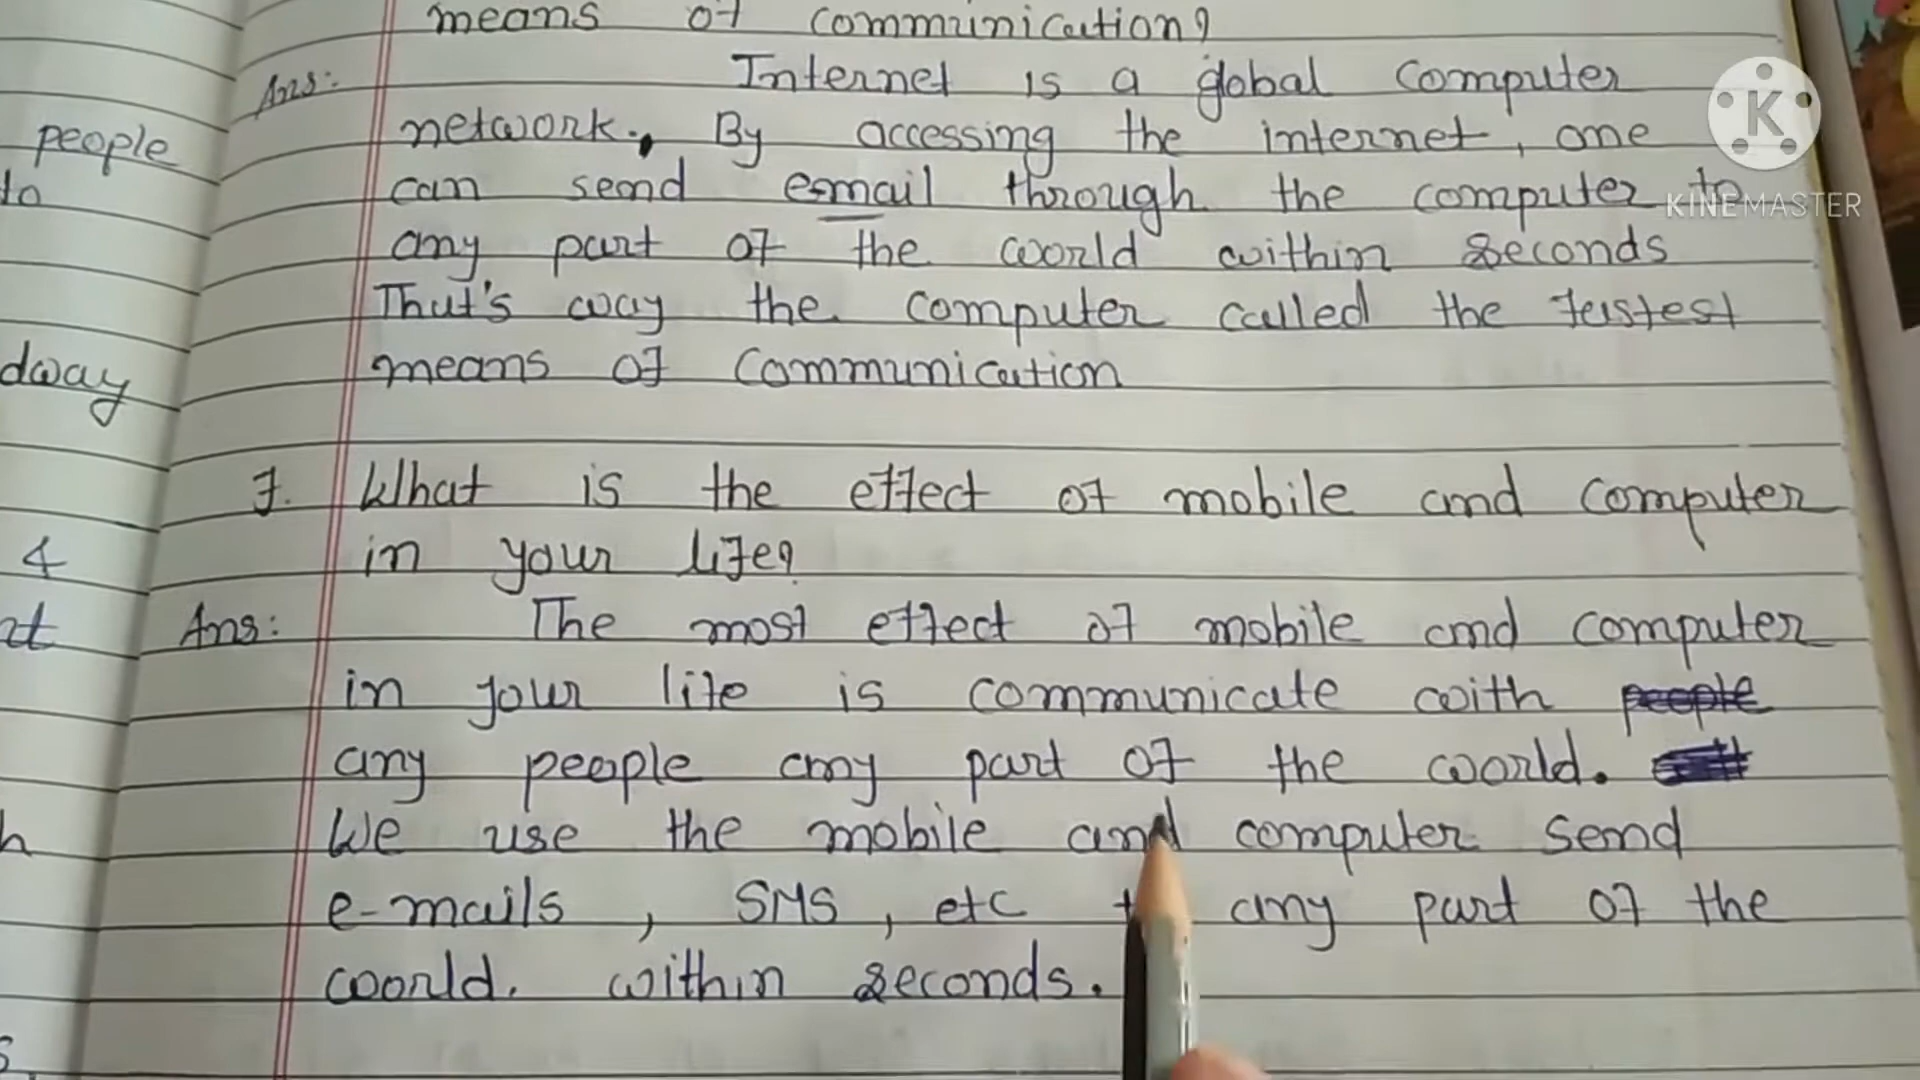 means of communication?
Ans: Internet is a global computer
network. By accessing the internet, one
can send e-mail through the computer to
any part of the world within seconds
That's way the computer called the fastest
means of communication
7. What is the effect of mobile and computer
in your life?
Ans: The most effect of mobile and computer
in your life is communicate with people
any people any part of the world.
We use the mobile and computer send
e-mails, SMS, etc any part of the
world. within seconds.
people
to
dway
4
KINEMASTER